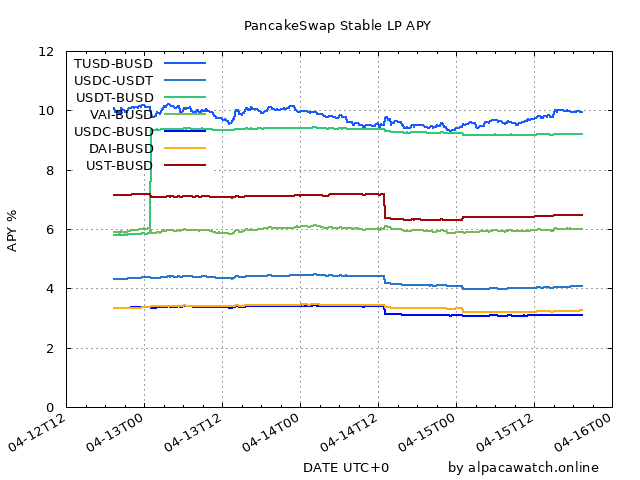 PancakeSwap Stable LP APY
APY %
12
10
8
6
4
2
0
TUSD-BUSD
USDC-USDT
USDT-BUSD
VAI-BUSD
USDC-BUSD
DAI-BUSD
UST-BUSD
04-12T12
04-13T00
04-13T12
04-14T00
04-14T12
04-15T00
04-15T12
04-16T00
DATE UTC+0
by alpacawatch.online